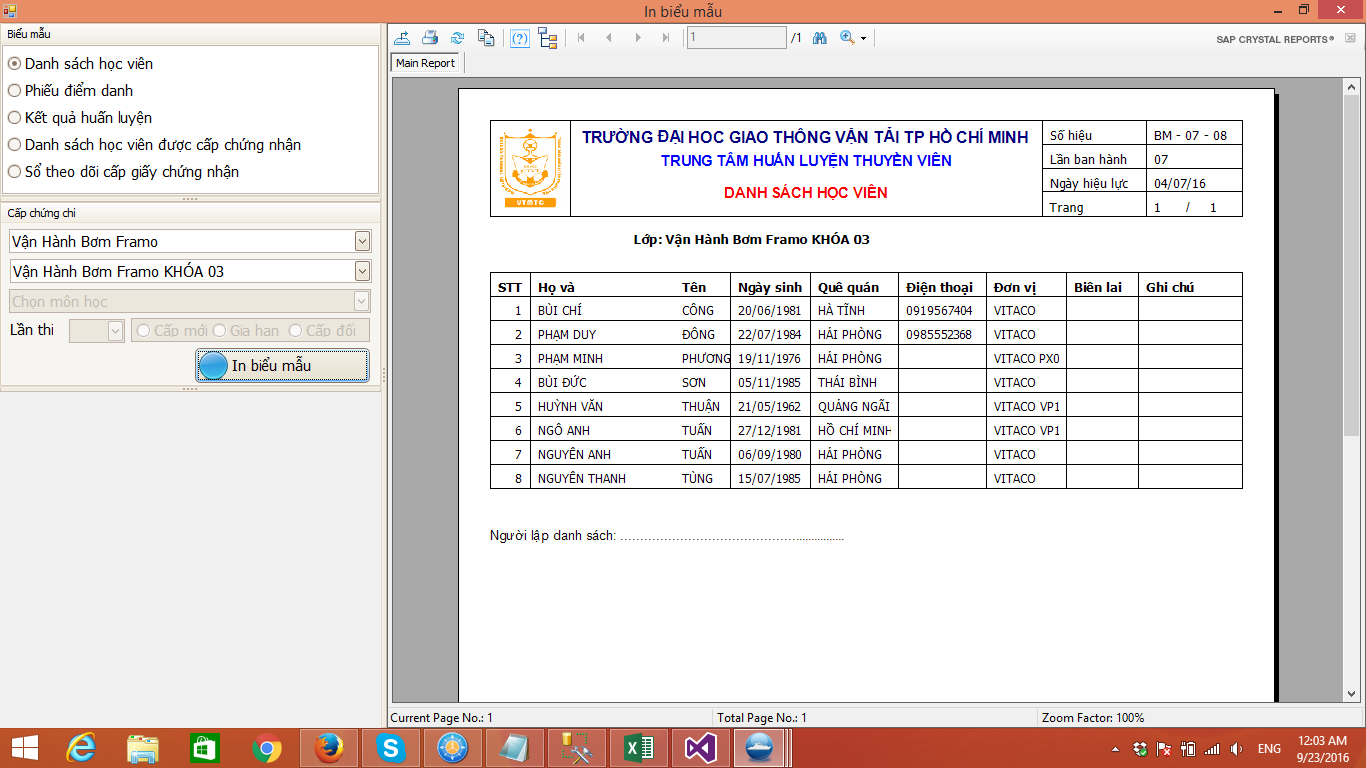 In biểu mẫu
Biểu mẫu
Danh sách học viên
Phiếu điểm danh
Kết quả huấn luyện
Danh sách học viên được cấp chứng nhận
Sổ theo dõi cấp giấy chứng nhận
Cấp chứng chỉ
Vận Hành Bơm Framo
Vận Hành Bơm Framo KHÓA 03
Chọn môn học
Lần thi
Cấp mới Gia hạn Cấp đổi
In biểu mẫu
1 /1
SAP CRYSTAL REPORTS®
Main Report
UTMTC
TRƯỜNG ĐẠI HỌC GIAO THÔNG VẬN TẢI TP HỒ CHÍ MINH
TRUNG TÂM HUẤN LUYỆN THUYỀN VIÊN
DANH SÁCH HỌC VIÊN
Số hiệu BM - 07 - 08
Lần ban hành 07
Ngày hiệu lực 04/07/16
Trang 1 / 1
Lớp: Vận Hành Bơm Framo KHÓA 03
STT Họ và Tên Ngày sinh Quê quán Điện thoại Đơn vị Biên lai Ghi chú
1 BÙI CHÍ CÔNG 20/06/1981 HÀ TĨNH 0919567404 VITACO
2 PHẠM DUY ĐÔNG 22/07/1984 HẢI PHÒNG 0985552368 VITACO
3 PHẠM MINH PHƯƠNG 19/11/1976 HẢI PHÒNG VITACO PX0
4 BÙI ĐỨC SƠN 05/11/1985 THÁI BÌNH VITACO
5 HUỲNH VĂN THUẬN 21/05/1962 QUẢNG NGÃI VITACO VP1
6 NGÔ ANH TUẤN 27/12/1981 HỒ CHÍ MINH VITACO VP1
7 NGUYỄN ANH TUẤN 06/09/1980 HẢI PHÒNG VITACO
8 NGUYỄN THANH TÙNG 15/07/1985 HẢI PHÒNG VITACO
Người lập danh sách: ............................................................
Current Page No.: 1 Total Page No.: 1 Zoom Factor: 100%
ENG
12:03 AM
9/23/2016